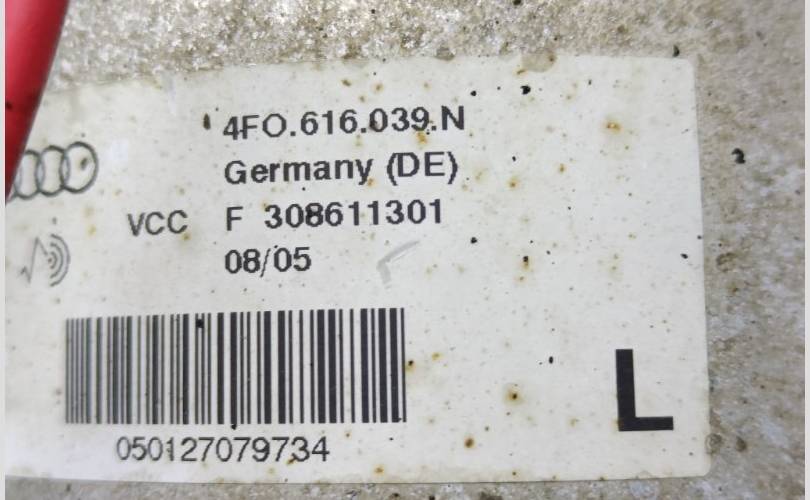 4F0.616.039.N
Germany (DE)
VCC F 308611301
08/05
050127079734
L